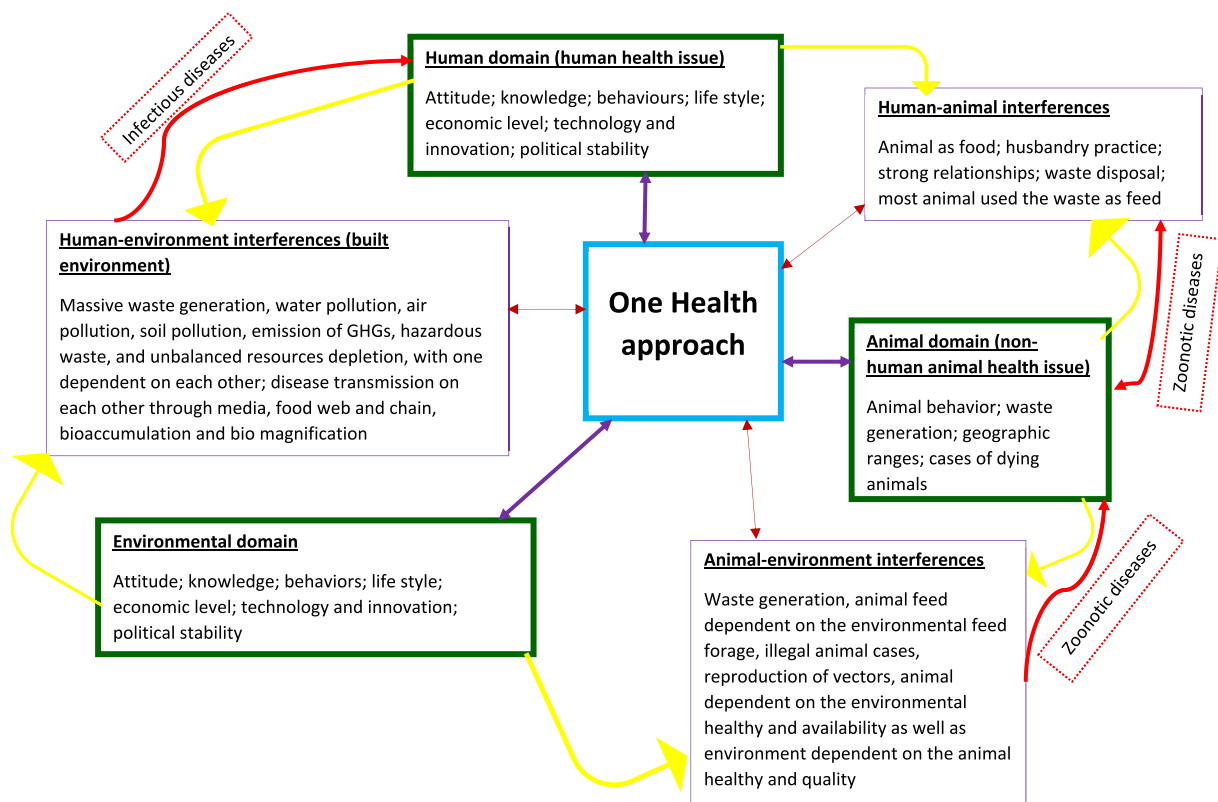 Infectious diseases
Human domain (human health issue)
Attitude; knowledge; behaviours; life style;
economic level; technology and
innovation; political stability
Human-animal interferences
Animal as food; husbandry practice;
strong relationships; waste disposal;
most animal used the waste as feed
Human-environment interferences (built
environment)
Massive waste generation, water pollution, air
pollution, soil pollution, emission of GHGs, hazardous
waste, and unbalanced resources depletion, with one
dependent on each other; disease transmission on
each other through media, food web and chain,
bioaccumulation and bio magnification
One Health
approach
Zoonotic diseases
Animal domain (non-
human animal health issue)
Animal behavior; waste
generation; geographic
ranges; cases of dying
animals
Environmental domain
Attitude; knowledge; behaviors; life style;
economic level; technology and innovation;
political stability
Animal-environment interferences
Waste generation, animal feed
dependent on the environmental feed
forage, illegal animal cases,
reproduction of vectors, animal
dependent on the environmental
healthy and availability as well as
environment dependent on the animal
healthy and quality
Zoonotic diseases